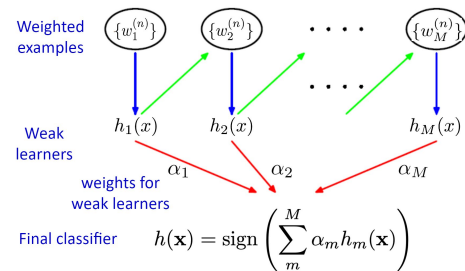 Weighted examples {w_1^{(n)}} {w_2^{(n)}} · · · · {w_M^{(n)}}
· · · ·
h_1(x) h_2(x) h_M(x)
Weak learners
α_1 α_2 α_M
weights for weak learners
Final classifier h(𝐱) = sign(∑_m^M α_m h_m(𝐱))